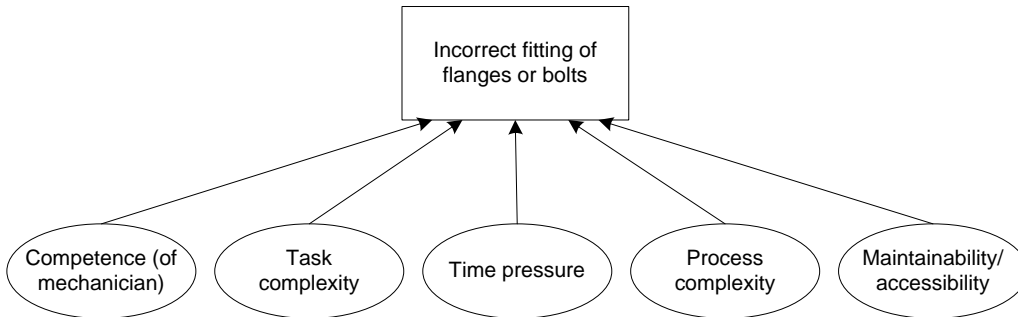 Incorrect fitting of
flanges or bolts
Competence (of
mechanician)
Task
complexity
Time pressure
Process
complexity
Maintainability/
accessibility